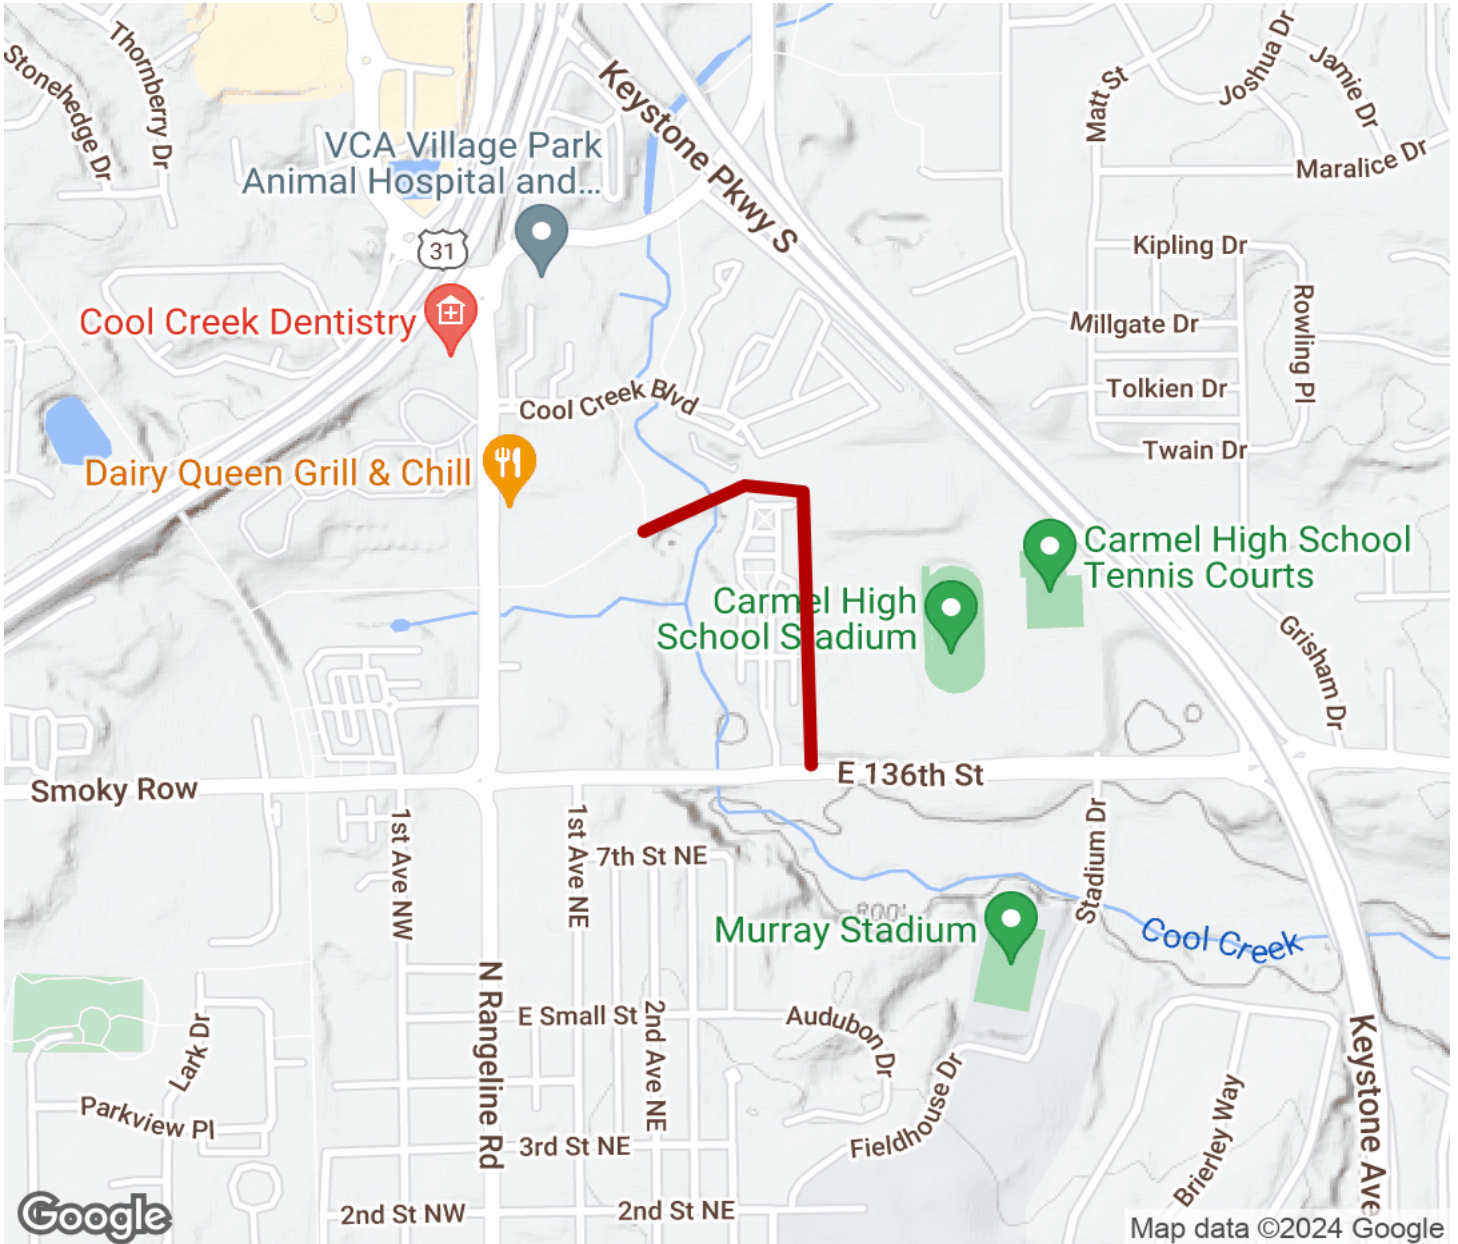 Thornberry Dr
Stonehedge Dr
Keystone Pkwy S
Matt St
Joshua Dr
Jamie Dr
Maralice Dr
VCA Village Park
Animal Hospital and...
31
Kipling Dr
Rowling Pl
Cool Creek Dentistry
Millgate Dr
Cool Creek Blvd
Tolkien Dr
Dairy Queen Grill & Chill
Twain Dr
Carmel High School
Tennis Courts
Carmel High
School Stadium
Grisham Dr
Smoky Row
E 136th St
1st Ave NW
1st Ave NE
7th St NE
Stadium Dr
800'
Murray Stadium
Cool Creek
N Rangeline Rd
E Small St
2nd Ave NE
Audubon Dr
Lark Dr
Keystone Ave
Parkview Pl
3rd St NE
Fieldhouse Dr
Brierley Way
Google
2nd St NW
2nd St NE
Map data ©2024 Google